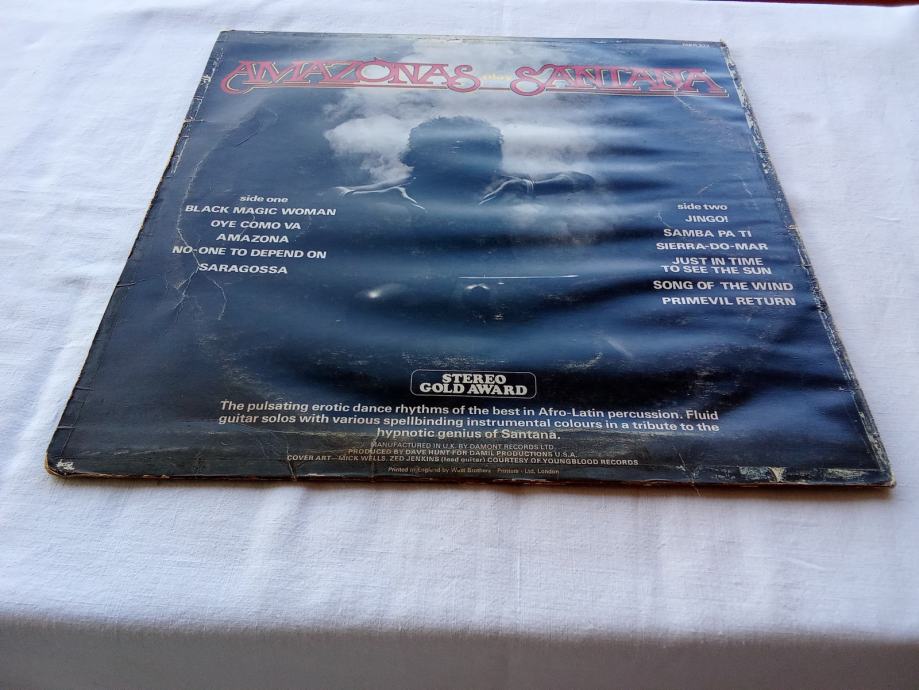 AMAZONAS play SANTANA
side one
BLACK MAGIC WOMAN
OYE COMO VA
AMAZONA
NO-ONE TO DEPEND ON
SARAGOSSA
side two
JINGO!
SAMBA PA TI
SIERRA-DO-MAR
JUST IN TIME
TO SEE THE SUN
SONG OF THE WIND
PRIMEVIL RETURN
STEREO
GOLD AWARD
The pulsating erotic dance rhythms of the best in Afro-Latin percussion. Fluid
guitar solos with various spellbinding instrumental colours in a tribute to the
hypnotic genius of Santana.
MANUFACTURED IN U.K. BY DAMONT RECORDS LTD
PRODUCED BY DAVE HUNT FOR DAMIL PRODUCTIONS U.S.A.
COVER ART—MICK WELLS, ZED JENKINS (lead guitar) COURTESY OF YOUNGBLOOD RECORDS
Printed in England by West Brothers Printers Ltd, London